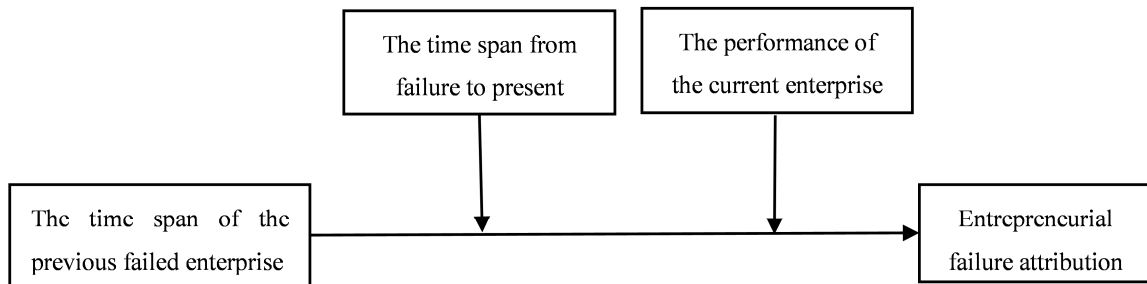 The time span from
failure to present
The performance of
the current enterprise
The time span of the
previous failed enterprise
Entrepreneurial
failure attribution